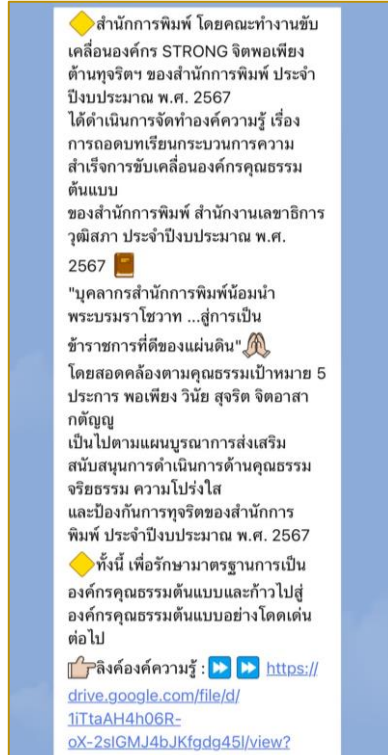 🔶สำนักการพิมพ์ โดยคณะทำงานขับ
เคลื่อนองค์กร STRONG จิตพอเพียง
ต้านทุจริตฯ ของสำนักการพิมพ์ ประจำ
ปีงบประมาณ พ.ศ. 2567
ได้ดำเนินการจัดทำองค์ความรู้ เรื่อง
การถอดบทเรียนกระบวนการความ
สำเร็จการขับเคลื่อนองค์กรคุณธรรม
ต้นแบบ
ของสำนักการพิมพ์ สำนักงานเลขาธิการ
วุฒิสภา ประจำปีงบประมาณ พ.ศ.
2567 📔
"บุคลากรสำนักการพิมพ์น้อมนำ
พระบรมราโชวาท ...สู่การเป็น
ข้าราชการที่ดีของแผ่นดิน"🙏
โดยสอดคล้องตามคุณธรรมเป้าหมาย 5
ประการ พอเพียง วินัย สุจริต จิตอาสา
กตัญญู
เป็นไปตามแผนบูรณาการส่งเสริม
สนับสนุนการดำเนินการด้านคุณธรรม
จริยธรรม ความโปร่งใส
และป้องกันการทุจริตของสำนักการ
พิมพ์ ประจำปีงบประมาณ พ.ศ. 2567
🔶ทั้งนี้ เพื่อรักษามาตรฐานการเป็น
องค์กรคุณธรรมต้นแบบและก้าวไปสู่
องค์กรคุณธรรมต้นแบบอย่างโดดเด่น
ต่อไป
👉ลิงค์องค์ความรู้ : ⏩ ⏩ https://
drive.google.com/file/d/
1iTtaAH4h06R-
oX-2slGMJ4bJKfgdg45l/view?